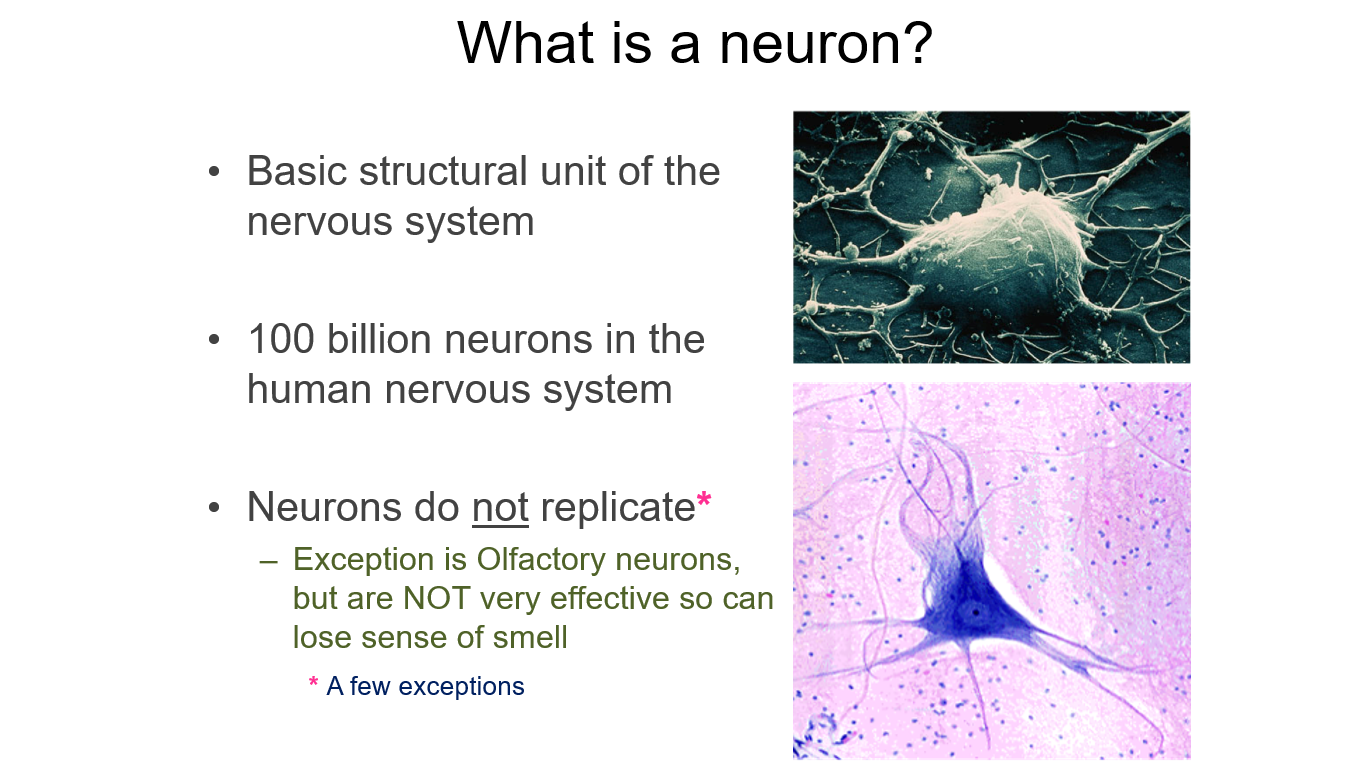 What is a neuron?
• Basic structural unit of the
nervous system
• 100 billion neurons in the
human nervous system
• Neurons do not replicate*
– Exception is Olfactory neurons,
but are NOT very effective so can
lose sense of smell
* A few exceptions